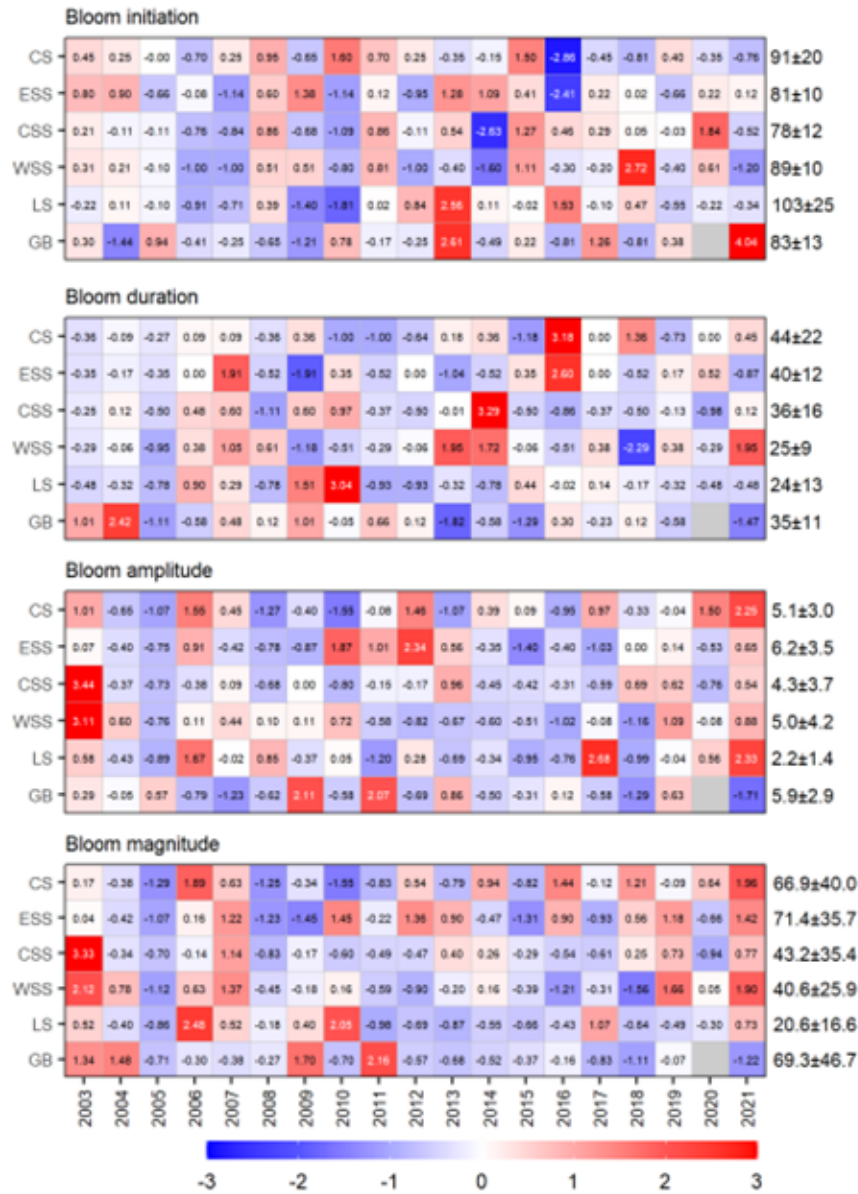 Bloom initiation
CS 0.45 0.25 -0.00 -0.70 0.25 0.95 -0.65 1.60 0.70 0.25 -0.35 -0.15 1.50 -2.86 -0.45 -0.81 0.40 -0.35 -0.76 91±20
ESS 0.80 0.90 -0.66 -0.08 -1.14 0.60 1.38 -1.14 0.12 -0.95 1.28 1.09 0.41 -2.41 0.22 0.02 -0.66 0.22 0.12 81±10
CSS 0.21 -0.11 -0.11 -0.76 -0.84 0.86 -0.68 -1.09 0.86 -0.11 0.54 -2.63 1.27 0.46 0.29 0.05 -0.03 1.84 -0.52 78±12
WSS 0.31 0.21 -0.10 -1.00 -1.00 0.51 0.51 -0.80 0.81 -1.00 -0.40 -1.60 1.11 -0.30 -0.20 2.72 -0.40 0.61 -1.20 89±10
LS -0.22 0.11 -0.10 -0.91 -0.71 0.39 -1.40 -1.81 0.02 0.84 2.56 0.11 -0.02 1.53 -0.10 0.47 -0.55 -0.22 -0.34 103±25
GB 0.30 -1.44 0.94 -0.41 -0.25 -0.65 -1.21 0.78 -0.17 -0.25 2.61 -0.49 0.22 -0.81 1.26 -0.81 0.38 4.04 83±13
Bloom duration
CS -0.36 -0.09 -0.27 0.09 0.09 -0.36 0.36 -1.00 -1.00 -0.64 0.18 0.36 -1.18 3.18 0.00 1.36 -0.73 0.00 0.45 44±22
ESS -0.35 -0.17 -0.35 0.00 1.91 -0.52 -1.91 0.35 -0.52 0.00 -1.04 -0.52 0.35 2.60 0.00 -0.52 0.17 0.52 -0.87 40±12
CSS -0.25 0.12 -0.50 0.48 0.60 -1.11 0.60 0.97 -0.37 -0.50 -0.01 3.29 -0.50 -0.86 -0.37 -0.50 -0.13 -0.98 0.12 36±16
WSS -0.29 -0.06 -0.95 0.38 1.05 0.61 -1.18 -0.51 -0.29 -0.06 1.95 1.72 -0.06 -0.51 0.38 -2.29 0.38 -0.29 1.95 25±9
LS -0.48 -0.32 -0.78 0.90 0.29 -0.78 1.51 3.04 -0.93 -0.93 -0.32 -0.78 0.44 -0.02 0.14 -0.17 -0.32 -0.48 -0.48 24±13
GB 1.01 2.42 -1.11 -0.58 0.48 0.12 1.01 -0.05 0.66 0.12 -1.82 -0.58 -1.29 0.30 -0.23 0.12 -0.58 -1.47 35±11
Bloom amplitude
CS 1.01 -0.65 -1.07 1.55 0.45 -1.27 -0.40 -1.55 -0.08 1.46 -1.07 0.39 0.09 -0.95 0.97 -0.33 -0.04 1.50 2.25 5.1±3.0
ESS 0.07 -0.40 -0.75 0.91 -0.42 -0.78 -0.87 1.87 1.01 2.34 0.56 -0.35 -1.40 -0.40 -1.03 0.00 0.14 -0.53 0.65 6.2±3.5
CSS 3.44 -0.37 -0.73 -0.38 0.09 -0.68 0.00 -0.80 -0.15 -0.17 0.96 -0.45 -0.42 -0.31 -0.59 0.69 0.62 -0.76 0.54 4.3±3.7
WSS 3.11 0.60 -0.76 0.11 0.44 0.10 0.11 0.72 -0.58 -0.82 -0.67 -0.60 -0.51 -1.02 -0.08 -1.16 1.09 -0.08 0.88 5.0±4.2
LS 0.58 -0.43 -0.89 1.67 -0.02 0.85 -0.37 0.05 -1.20 0.28 -0.69 -0.34 -0.95 -0.76 2.68 -0.99 -0.04 0.56 2.33 2.2±1.4
GB 0.29 -0.05 0.57 -0.79 -1.23 -0.62 2.11 -0.58 2.07 -0.69 0.86 -0.50 -0.31 0.12 -0.58 -1.29 0.63 -1.71 5.9±2.9
Bloom magnitude
CS 0.17 -0.38 -1.29 1.89 0.63 -1.25 -0.34 -1.55 -0.83 0.54 -0.79 0.94 -0.82 1.44 -0.12 1.21 -0.09 0.64 1.96 66.9±40.0
ESS 0.04 -0.42 -1.07 0.16 1.22 -1.23 -1.45 1.45 -0.22 1.36 0.90 -0.47 -1.31 0.90 -0.93 0.56 1.18 -0.66 1.42 71.4±35.7
CSS 3.33 -0.34 -0.70 -0.14 1.14 -0.83 -0.17 -0.60 -0.49 -0.47 0.40 0.26 -0.29 -0.54 -0.61 0.25 0.73 -0.94 0.77 43.2±35.4
WSS 2.12 0.78 -1.12 0.63 1.37 -0.45 -0.18 0.16 -0.59 -0.90 -0.20 0.16 -0.39 -1.21 -0.31 -1.56 1.66 0.05 1.90 40.6±25.9
LS 0.52 -0.40 -0.86 2.48 0.52 -0.18 0.40 2.05 -0.98 -0.69 -0.87 -0.55 -0.66 -0.43 1.07 -0.64 -0.49 -0.30 0.73 20.6±16.6
GB 1.34 1.48 -0.71 -0.30 -0.38 -0.27 1.70 -0.70 2.16 -0.57 -0.68 -0.52 -0.37 -0.16 -0.83 -1.11 -0.07 -1.22 69.3±46.7
2003 2004 2005 2006 2007 2008 2009 2010 2011 2012 2013 2014 2015 2016 2017 2018 2019 2020 2021
-3 -2 -1 0 1 2 3